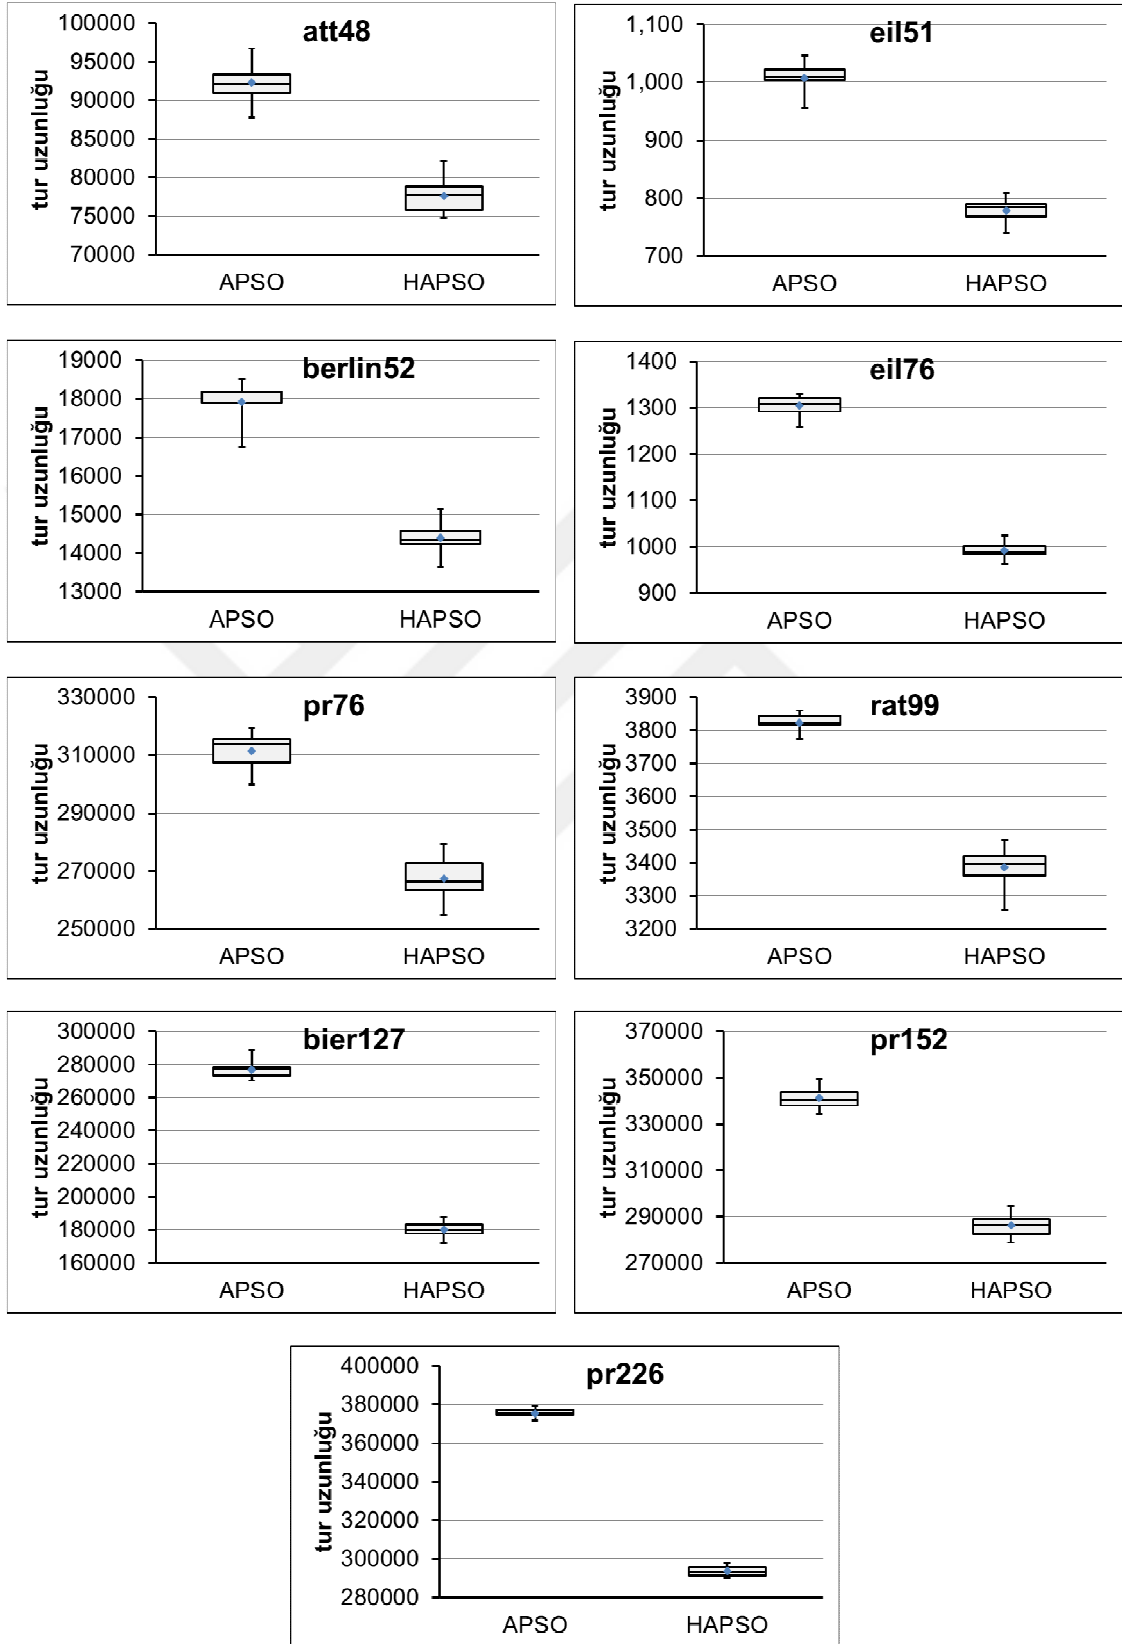 att48
tur uzunluğu
100000
95000
90000
85000
80000
75000
70000
APSO HAPSO
eil51
tur uzunluğu
1,100
1,000
900
800
700
APSO HAPSO
berlin52
tur uzunluğu
19000
18000
17000
16000
15000
14000
13000
APSO HAPSO
eil76
tur uzunluğu
1400
1300
1200
1100
1000
900
APSO HAPSO
pr76
tur uzunluğu
330000
310000
290000
270000
250000
APSO HAPSO
rat99
tur uzunluğu
3900
3800
3700
3600
3500
3400
3300
3200
APSO HAPSO
bier127
tur uzunluğu
300000
280000
260000
240000
220000
200000
180000
160000
APSO HAPSO
pr152
tur uzunluğu
370000
350000
330000
310000
290000
270000
APSO HAPSO
pr226
tur uzunluğu
400000
380000
360000
340000
320000
300000
280000
APSO HAPSO